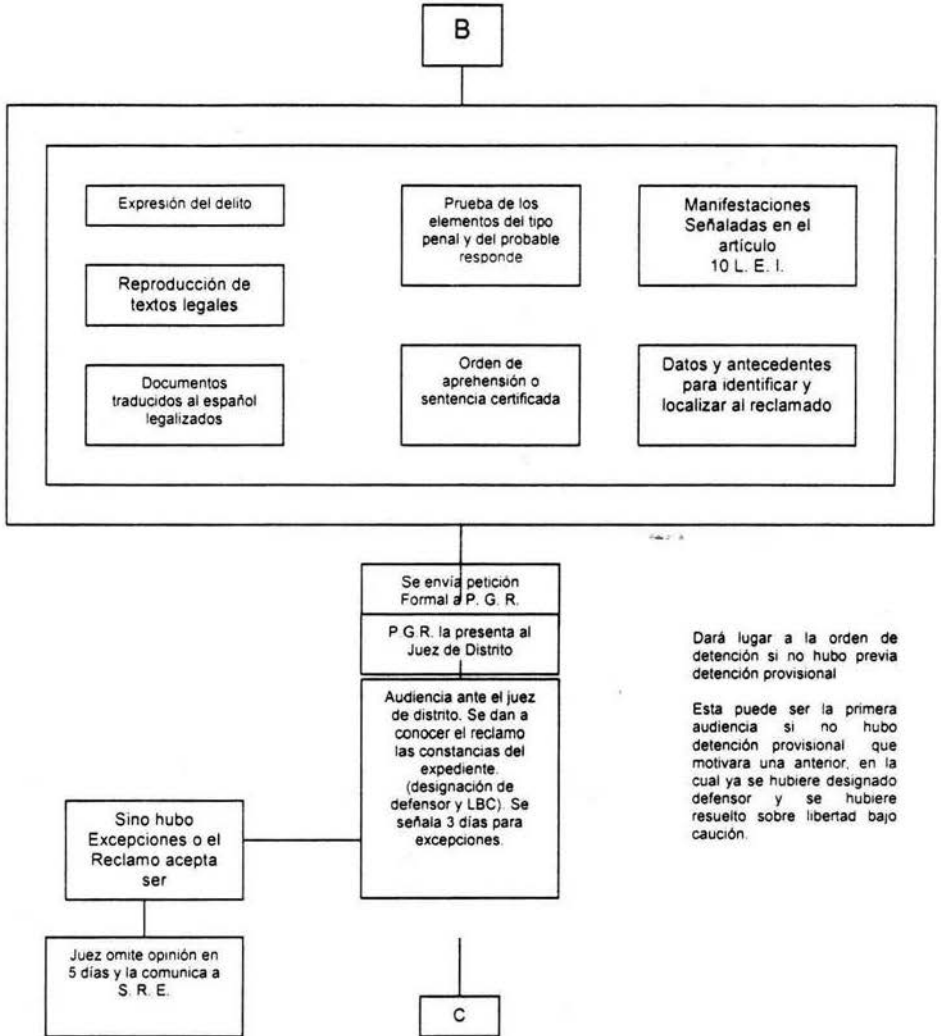 B
Expresión del delito
Reproducción de
textos legales
Documentos
traducidos al español
legalizados
Prueba de los
elementos del tipo
penal y del probable
responde
Orden de
aprehensión o
sentencia certificada
Manifestaciones
Señaladas en el
artículo
10 L. E. I.
Datos y antecedentes
para identificar y
localizar al reclamado
Se envía petición
Formal a P. G. R.
P.G.R. la presenta al
Juez de Distrito
Audiencia ante el juez
de distrito. Se dan a
conocer el reclamo
las constancias del
expediente.
(designación de
defensor y LBC). Se
señala 3 días para
excepciones.
Dará lugar a la orden de
detención si no hubo previa
detención provisional
Esta puede ser la primera
audiencia si no hubo
detención provisional que
motivara una anterior, en la
cual ya se hubiere designado
defensor y se hubiere
resuelto sobre libertad bajo
caución.
Sino hubo
Excepciones o el
Reclamo acepta
ser
Juez omite opinión en
5 días y la comunica a
S. R. E.
C